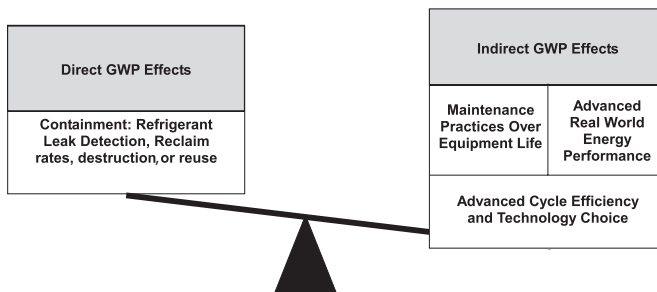 Direct GWP Effects
Containment: Refrigerant
Leak Detection, Reclaim
rates, destruction, or reuse
Indirect GWP Effects
Maintenance
Practices Over
Equipment Life
Advanced
Real World
Energy
Performance
Advanced Cycle Efficiency
and Technology Choice